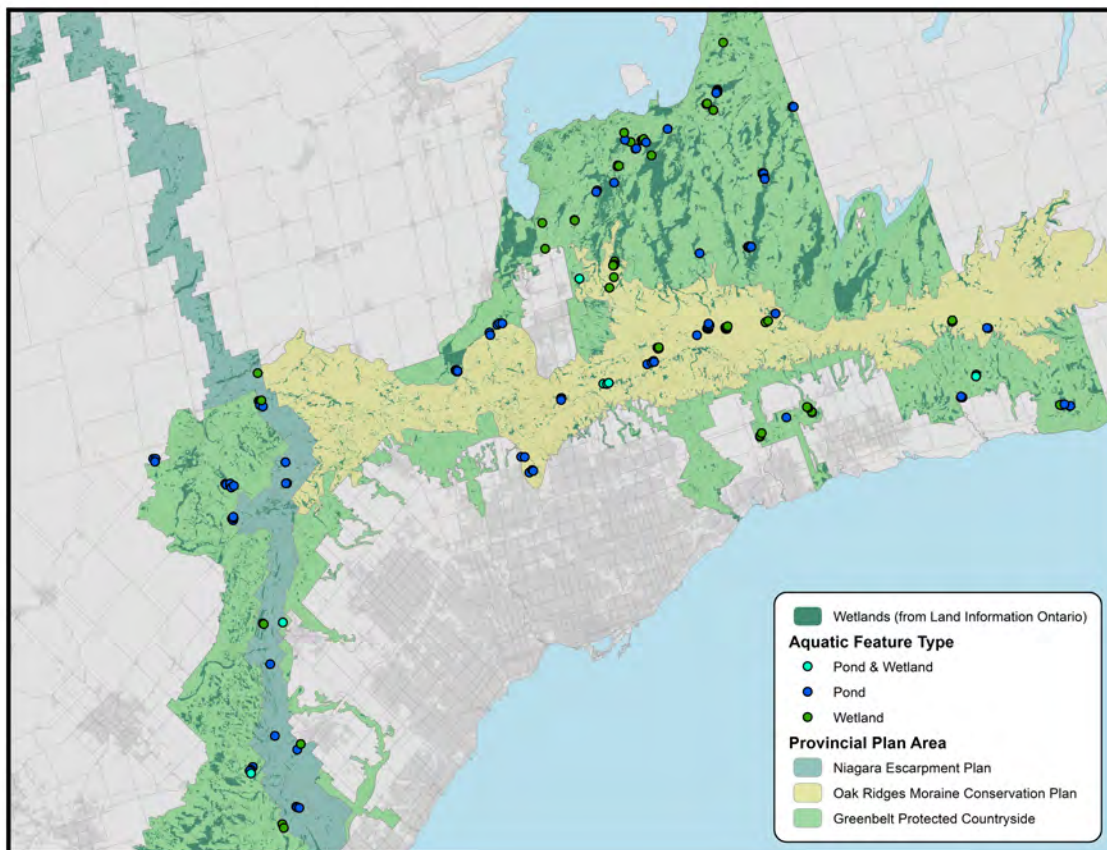 Wetlands (from Land Information Ontario)
Aquatic Feature Type
Pond & Wetland
Pond
Wetland
Provincial Plan Area
Niagara Escarpment Plan
Oak Ridges Moraine Conservation Plan
Greenbelt Protected Countryside